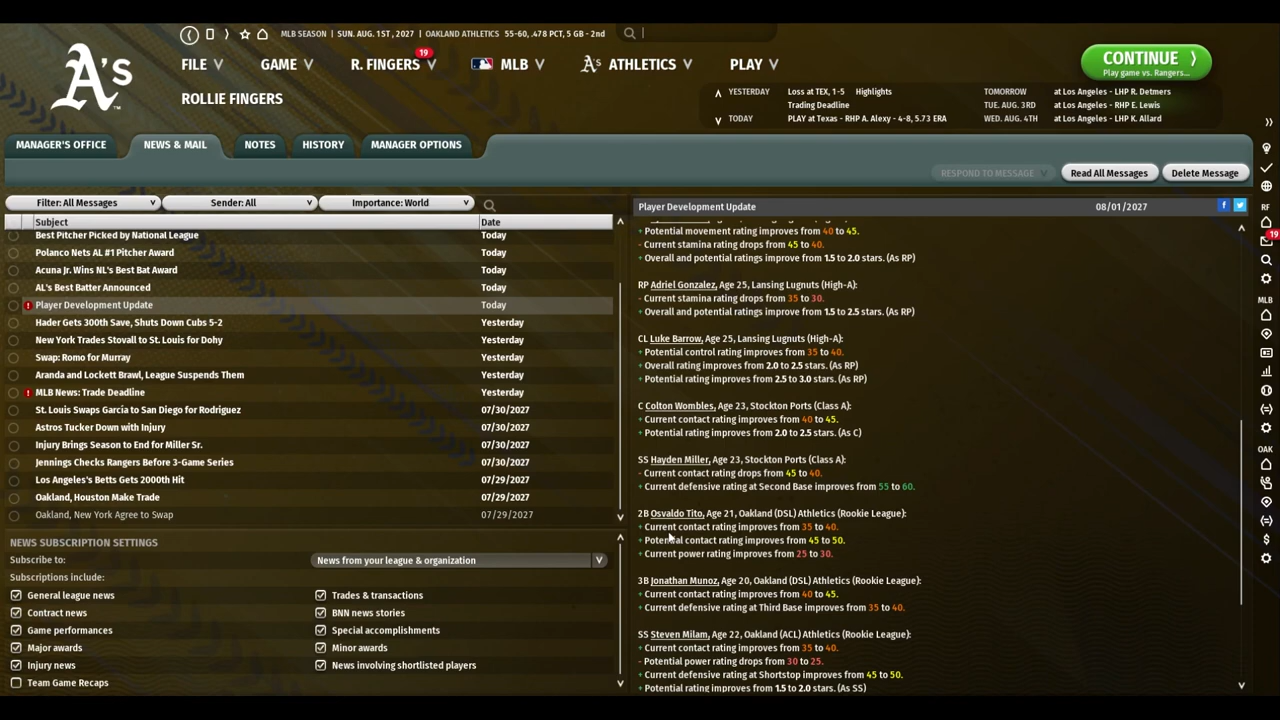 MLB SEASON | SUN. AUG. 1ST , 2027 | OAKLAND ATHLETICS 55-60, .478 PCT, 5 GB - 2nd
A's
™
FILE
GAME
R. FINGERS
19
MLB
A's ATHLETICS
PLAY
CONTINUE
Play game vs. Rangers...
ROLLIE FINGERS
YESTERDAY Loss at TEX, 1-5 Highlights
Trading Deadline
TODAY PLAY at Texas - RHP A. Alexy - 4-8, 5.73 ERA
TOMORROW at Los Angeles - LHP R. Detmers
TUE. AUG. 3RD at Los Angeles - RHP E. Lewis
WED. AUG. 4TH at Los Angeles - LHP K. Allard
MANAGER'S OFFICE
NEWS & MAIL
NOTES
HISTORY
MANAGER OPTIONS
RESPOND TO MESSAGE
Read All Messages
Delete Message
Filter: All Messages
Sender: All
Importance: World
Subject Date
Best Pitcher Picked by National League Today
Polanco Nets AL #1 Pitcher Award Today
Acuna Jr. Wins NL's Best Bat Award Today
AL's Best Batter Announced Today
Player Development Update Today
Hader Gets 300th Save, Shuts Down Cubs 5-2 Yesterday
New York Trades Stovall to St. Louis for Dohy Yesterday
Swap: Romo for Murray Yesterday
Aranda and Lockett Brawl, League Suspends Them Yesterday
MLB News: Trade Deadline Yesterday
St. Louis Swaps Garcia to San Diego for Rodriguez 07/30/2027
Astros Tucker Down with Injury 07/30/2027
Injury Brings Season to End for Miller Sr. 07/30/2027
Jennings Checks Rangers Before 3-Game Series 07/30/2027
Los Angeles's Betts Gets 2000th Hit 07/29/2027
Oakland, Houston Make Trade 07/29/2027
Oakland, New York Agree to Swap 07/29/2027
NEWS SUBSCRIPTION SETTINGS
Subscribe to: News from your league & organization
Subscriptions include:
General league news Trades & transactions
Contract news BNN news stories
Game performances Special accomplishments
Major awards Minor awards
Injury news News involving shortlisted players
Team Game Recaps
Player Development Update 08/01/2027
+ Potential movement rating improves from 40 to 45.
- Current stamina rating drops from 45 to 40.
+ Overall and potential ratings improve from 1.5 to 2.0 stars. (As RP)
RP Adriel Gonzalez, Age 25, Lansing Lugnuts (High-A):
- Current stamina rating drops from 35 to 30.
+ Overall and potential ratings improve from 1.5 to 2.5 stars. (As RP)
CL Luke Barrow, Age 25, Lansing Lugnuts (High-A):
+ Potential control rating improves from 35 to 40.
+ Overall rating improves from 2.0 to 2.5 stars. (As RP)
+ Potential rating improves from 2.5 to 3.0 stars. (As RP)
C Colton Wombles, Age 23, Stockton Ports (Class A):
+ Current contact rating improves from 40 to 45.
+ Potential rating improves from 2.0 to 2.5 stars. (As C)
SS Hayden Miller, Age 23, Stockton Ports (Class A):
- Current contact rating drops from 45 to 40.
+ Current defensive rating at Second Base improves from 55 to 60.
2B Osvaldo Tito, Age 21, Oakland (DSL) Athletics (Rookie League):
+ Current contact rating improves from 35 to 40.
+ Potential contact rating improves from 45 to 50.
+ Current power rating improves from 25 to 30.
3B Jonathan Munoz, Age 20, Oakland (DSL) Athletics (Rookie League):
+ Current contact rating improves from 40 to 45.
+ Current defensive rating at Third Base improves from 35 to 40.
SS Steven Milam, Age 22, Oakland (ACL) Athletics (Rookie League):
+ Current contact rating improves from 35 to 40.
- Potential power rating drops from 30 to 25.
+ Current defensive rating at Shortstop improves from 45 to 50.
+ Potential rating improves from 1.5 to 2.0 stars. (As SS)
RF
19
MLB
OAK